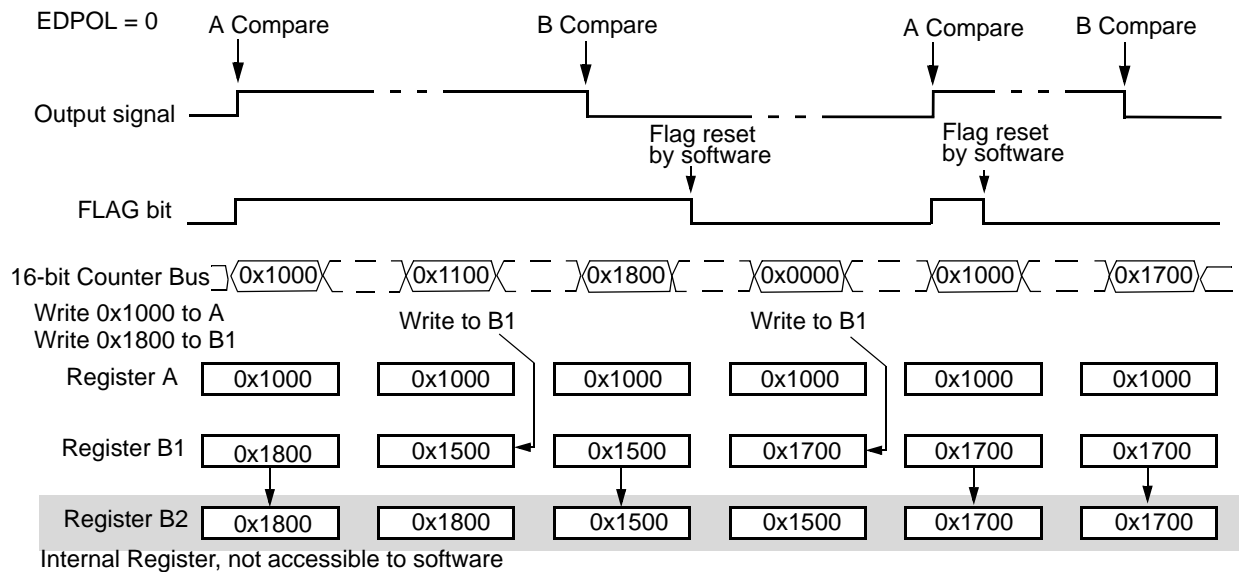 EDPOL = 0
A Compare
B Compare
A Compare
B Compare
Output signal
Flag reset
by software
Flag reset
by software
FLAG bit
16-bit Counter Bus
0x1000
0x1100
0x1800
0x0000
0x1000
0x1700
Write 0x1000 to A
Write 0x1800 to B1
Write to B1
Write to B1
Register A
0x1000
0x1000
0x1000
0x1000
0x1000
0x1000
Register B1
0x1800
0x1500
0x1500
0x1700
0x1700
0x1700
Register B2
0x1800
0x1800
0x1500
0x1500
0x1700
0x1700
Internal Register, not accessible to software